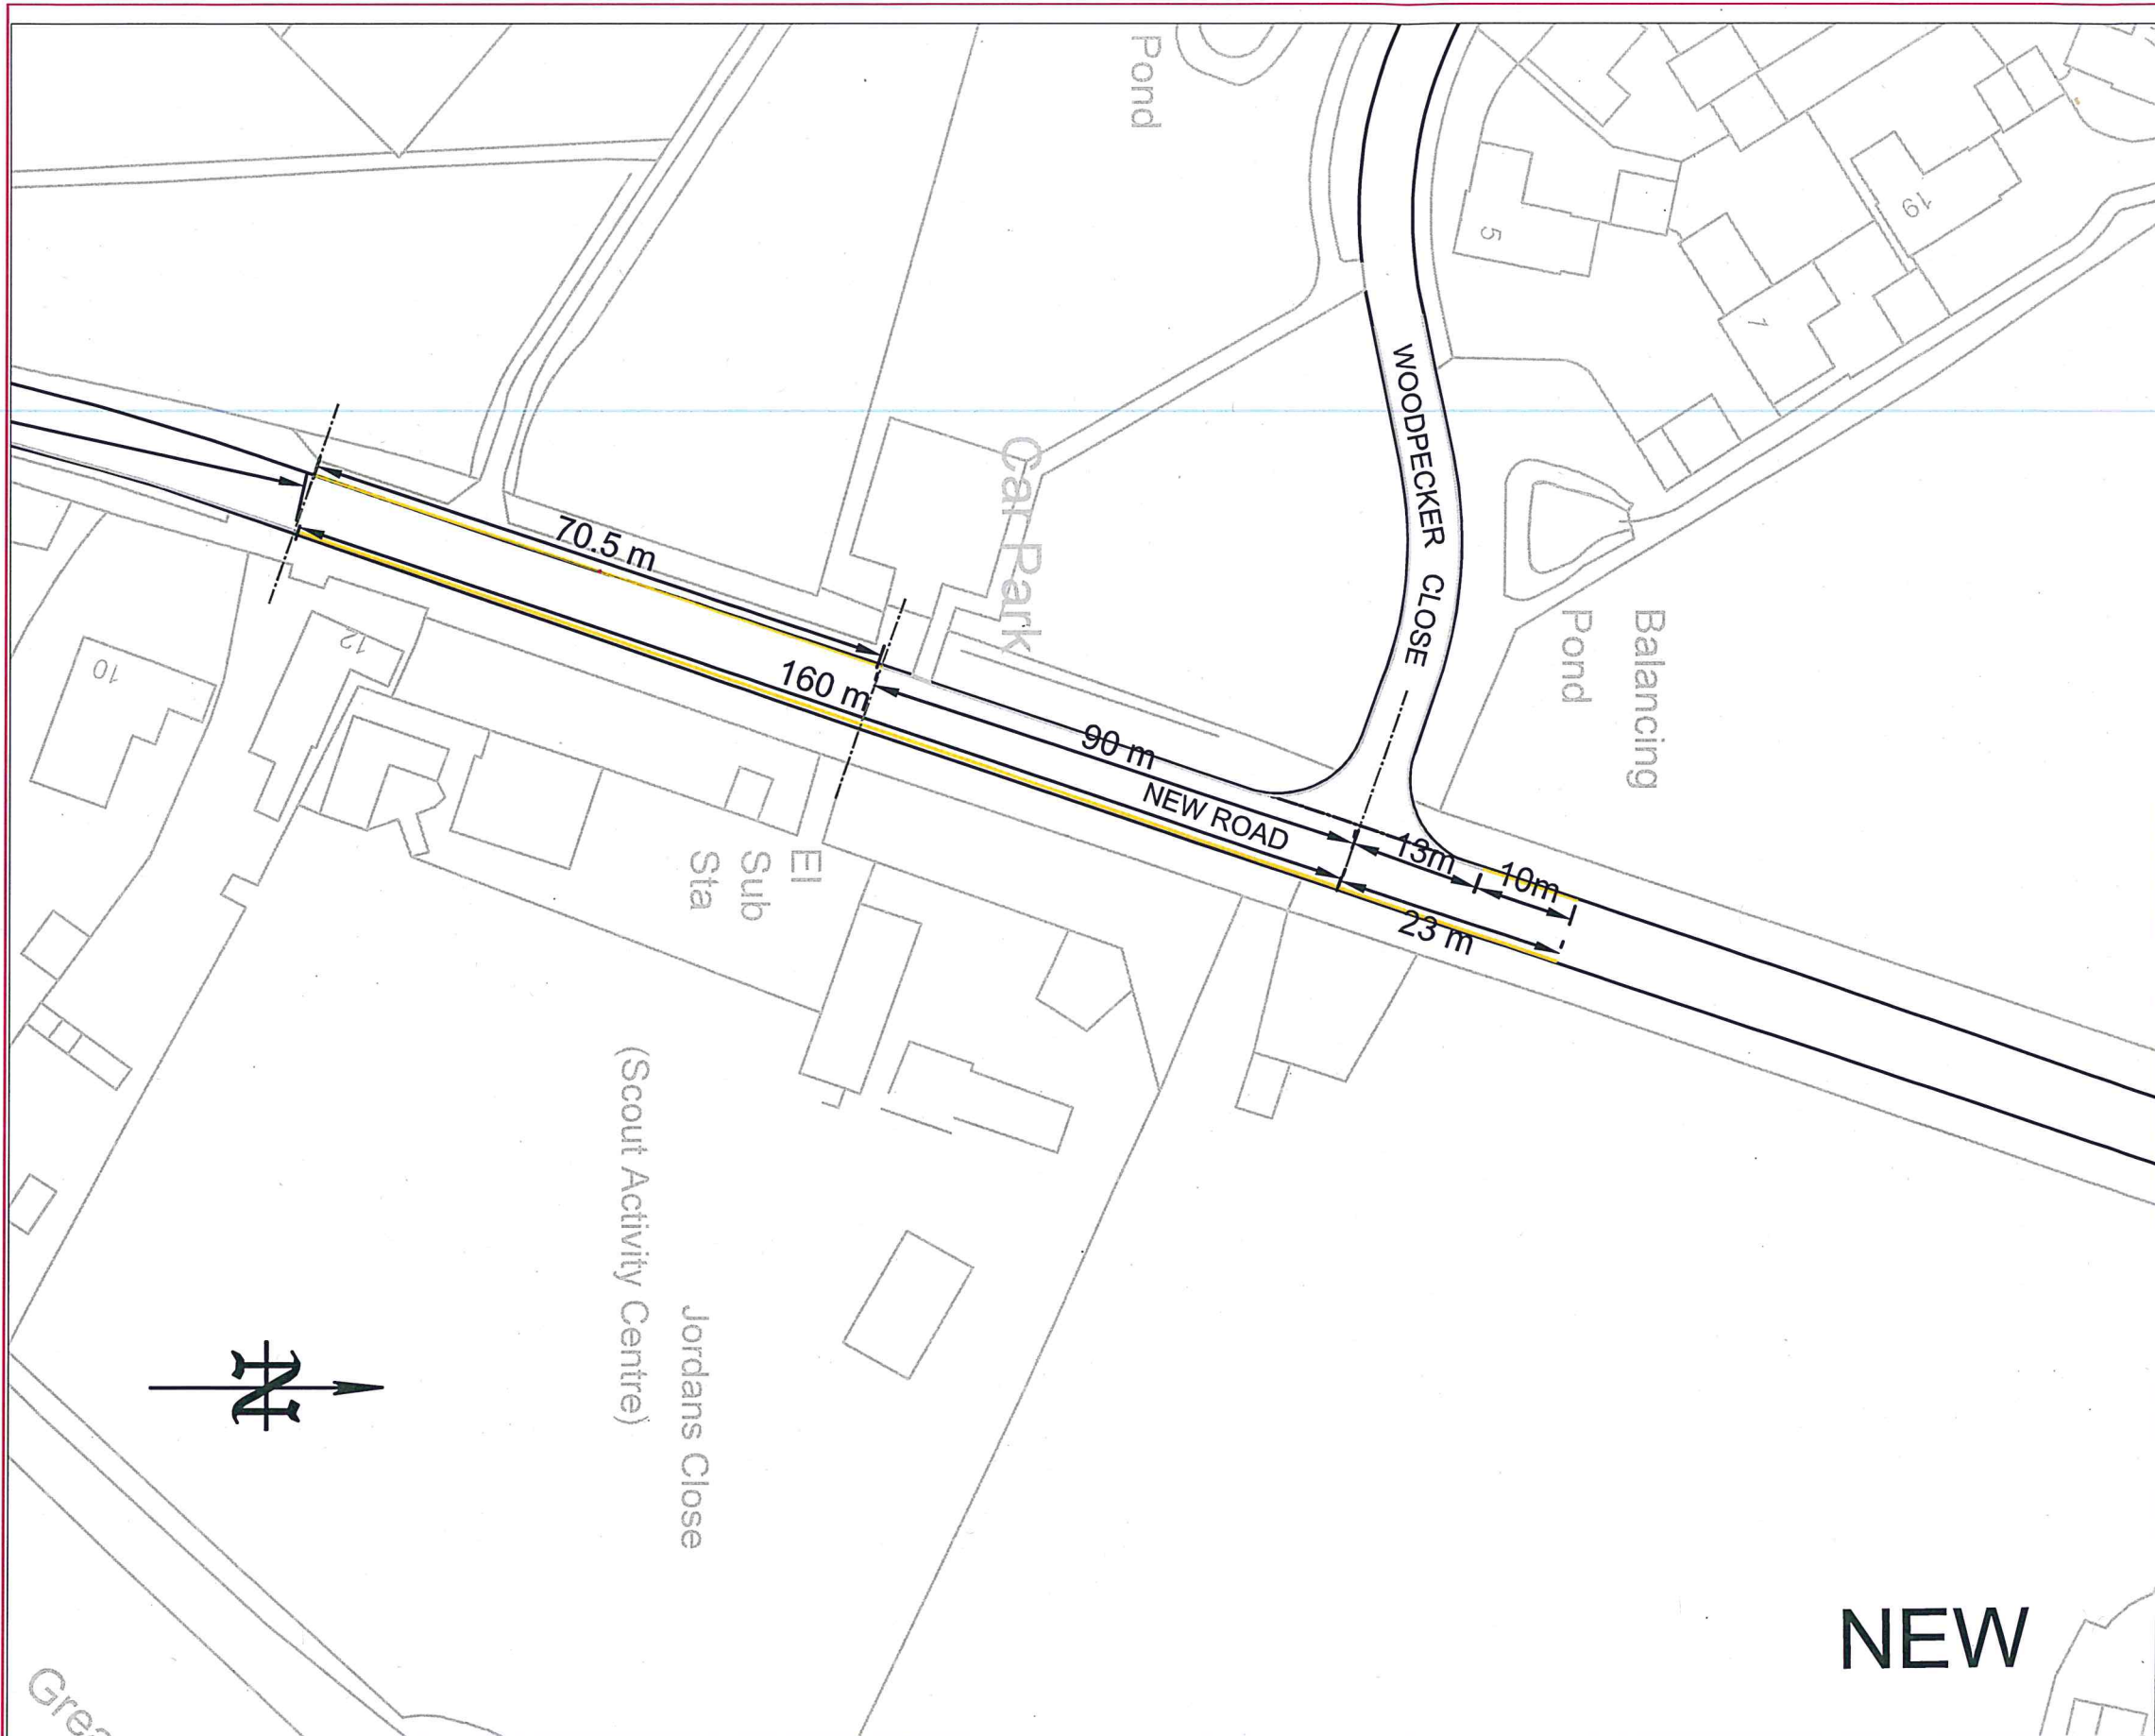 Pond
5
19
7
WOODPECKER CLOSE
Car Park
Balancing
Pond
70.5 m
160 m
90 m
NEW ROAD
13m
10m
23 m
12
10
El
Sub
Sta
Jordans Close
(Scout Activity Centre)
N
NEW
Grea